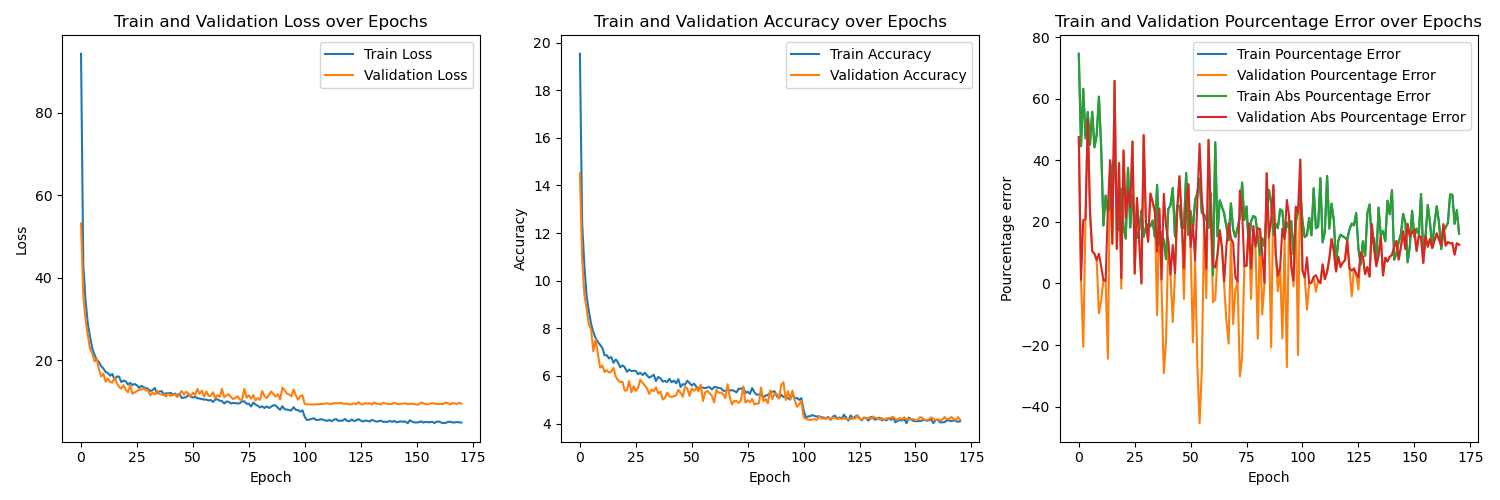 Train and Validation Loss over Epochs
Train Loss
Validation Loss
80
60
40
20
Loss
0
25
50
75
100
125
150
175
Epoch
Train and Validation Accuracy over Epochs
Train Accuracy
Validation Accuracy
20
18
16
14
12
10
8
6
4
Accuracy
0
25
50
75
100
125
150
175
Epoch
Train and Validation Pourcentage Error over Epochs
Train Pourcentage Error
Validation Pourcentage Error
Train Abs Pourcentage Error
Validation Abs Pourcentage Error
80
60
40
20
0
−20
−40
Pourcentage error
0
25
50
75
100
125
150
175
Epoch